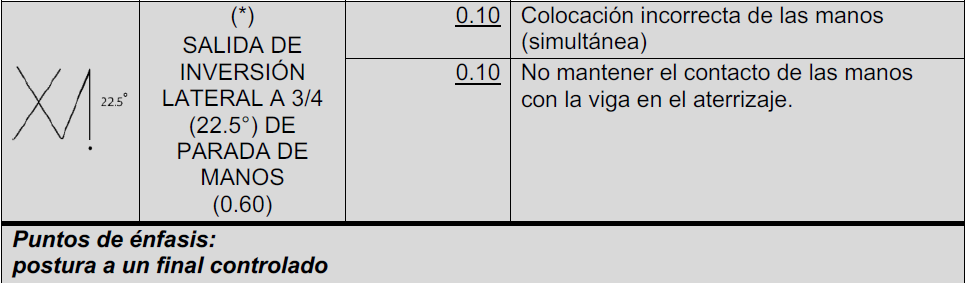 22.5°
(*)
SALIDA DE
INVERSIÓN
LATERAL A 3/4
(22.5°) DE
PARADA DE
MANOS
(0.60)
0.10 Colocación incorrecta de las manos
(simultánea)
0.10 No mantener el contacto de las manos
con la viga en el aterrizaje.
Puntos de énfasis:
postura a un final controlado